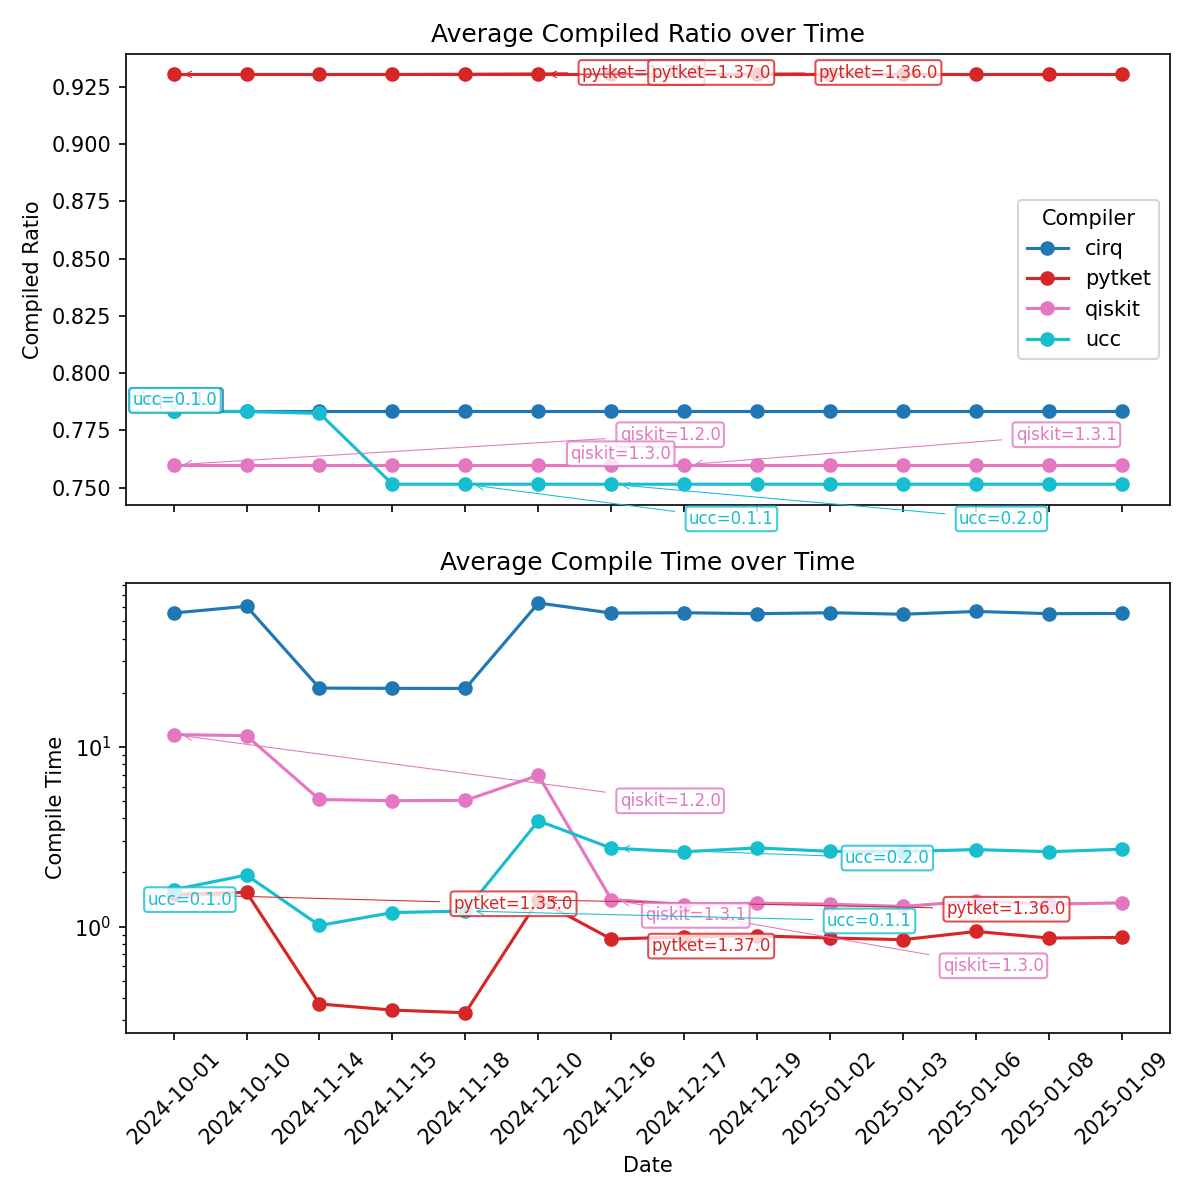 Average Compiled Ratio over Time
Compiled Ratio
0.925
0.900
0.875
0.850
0.825
0.800
0.775
0.750
pytket=
pytket=1.37.0
pytket=1.36.0
Compiler
cirq
pytket
qiskit
ucc
ucc=0.1.0
qiskit=1.2.0
qiskit=1.3.0
qiskit=1.3.1
ucc=0.1.1
ucc=0.2.0
Average Compile Time over Time
Compile Time
10¹
10⁰
qiskit=1.2.0
ucc=0.2.0
ucc=0.1.0
pytket=1.35.0
qiskit=1.3.1
ucc=0.1.1
pytket=1.36.0
pytket=1.37.0
qiskit=1.3.0
2024-10-01
2024-10-10
2024-11-14
2024-11-15
2024-11-18
2024-12-10
2024-12-16
2024-12-17
2024-12-19
2025-01-02
2025-01-03
2025-01-06
2025-01-08
2025-01-09
Date